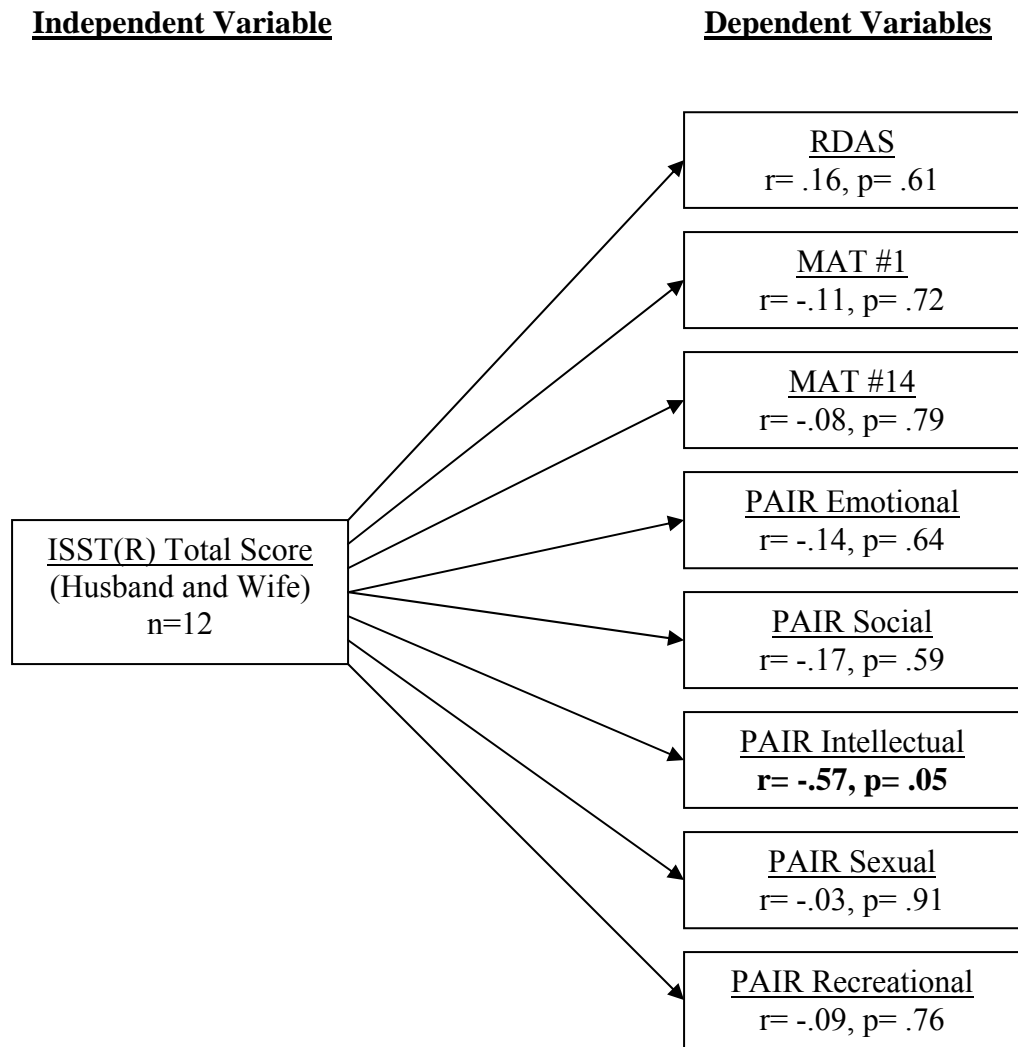 Independent Variable
Dependent Variables
RDAS
r= .16, p= .61
MAT #1
r= -.11, p= .72
MAT #14
r= -.08, p= .79
PAIR Emotional
r= -.14, p= .64
ISST(R) Total Score
(Husband and Wife)
n=12
PAIR Social
r= -.17, p= .59
PAIR Intellectual
r= -.57, p= .05
PAIR Sexual
r= -.03, p= .91
PAIR Recreational
r= -.09, p= .76